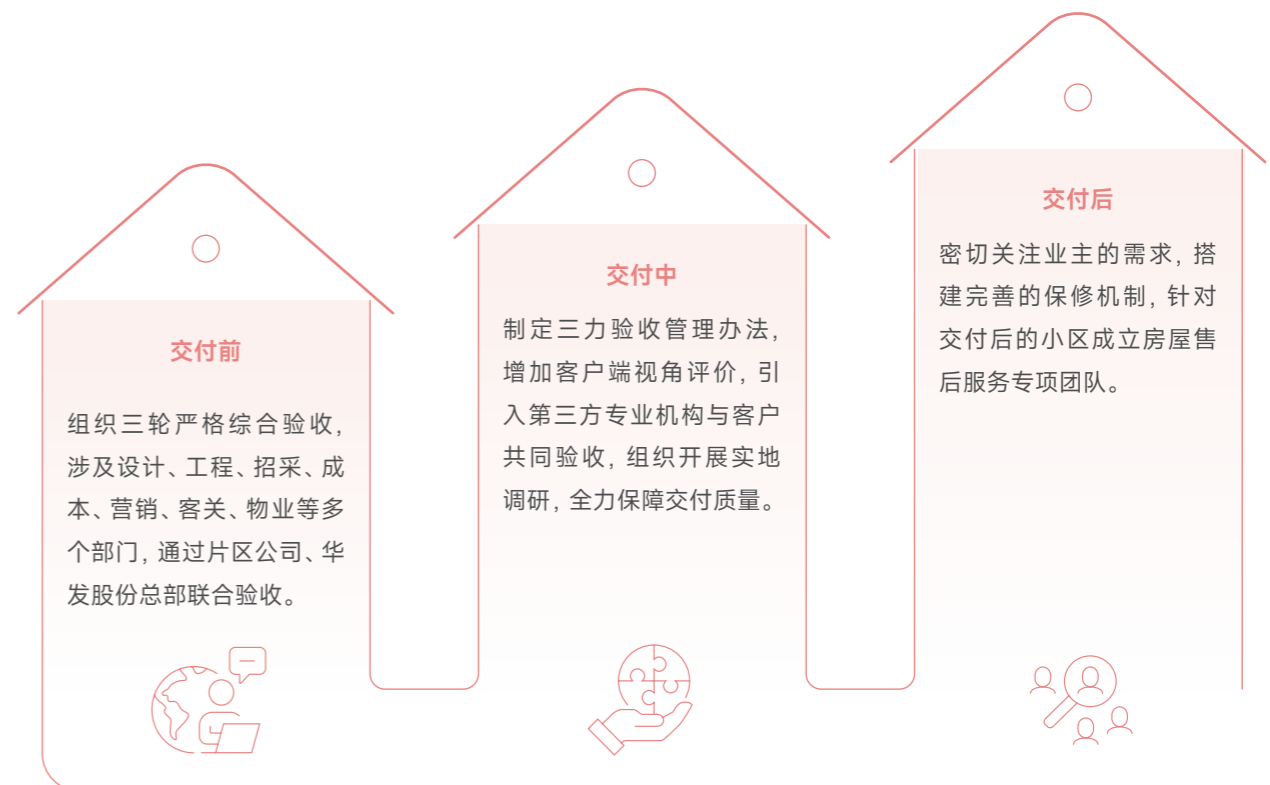 交付前
组织三轮严格综合验收,
涉及设计、工程、招采、成
本、营销、客关、物业等多
个部门, 通过片区公司、华
发股份总部联合验收。
交付中
制定三力验收管理办法,
增加客户端视角评价, 引
入第三方专业机构与客户
共同验收, 组织开展实地
调研, 全力保障交付质量。
交付后
密切关注业主的需求, 搭
建完善的保修机制, 针对
交付后的小区成立房屋售
后服务专项团队。